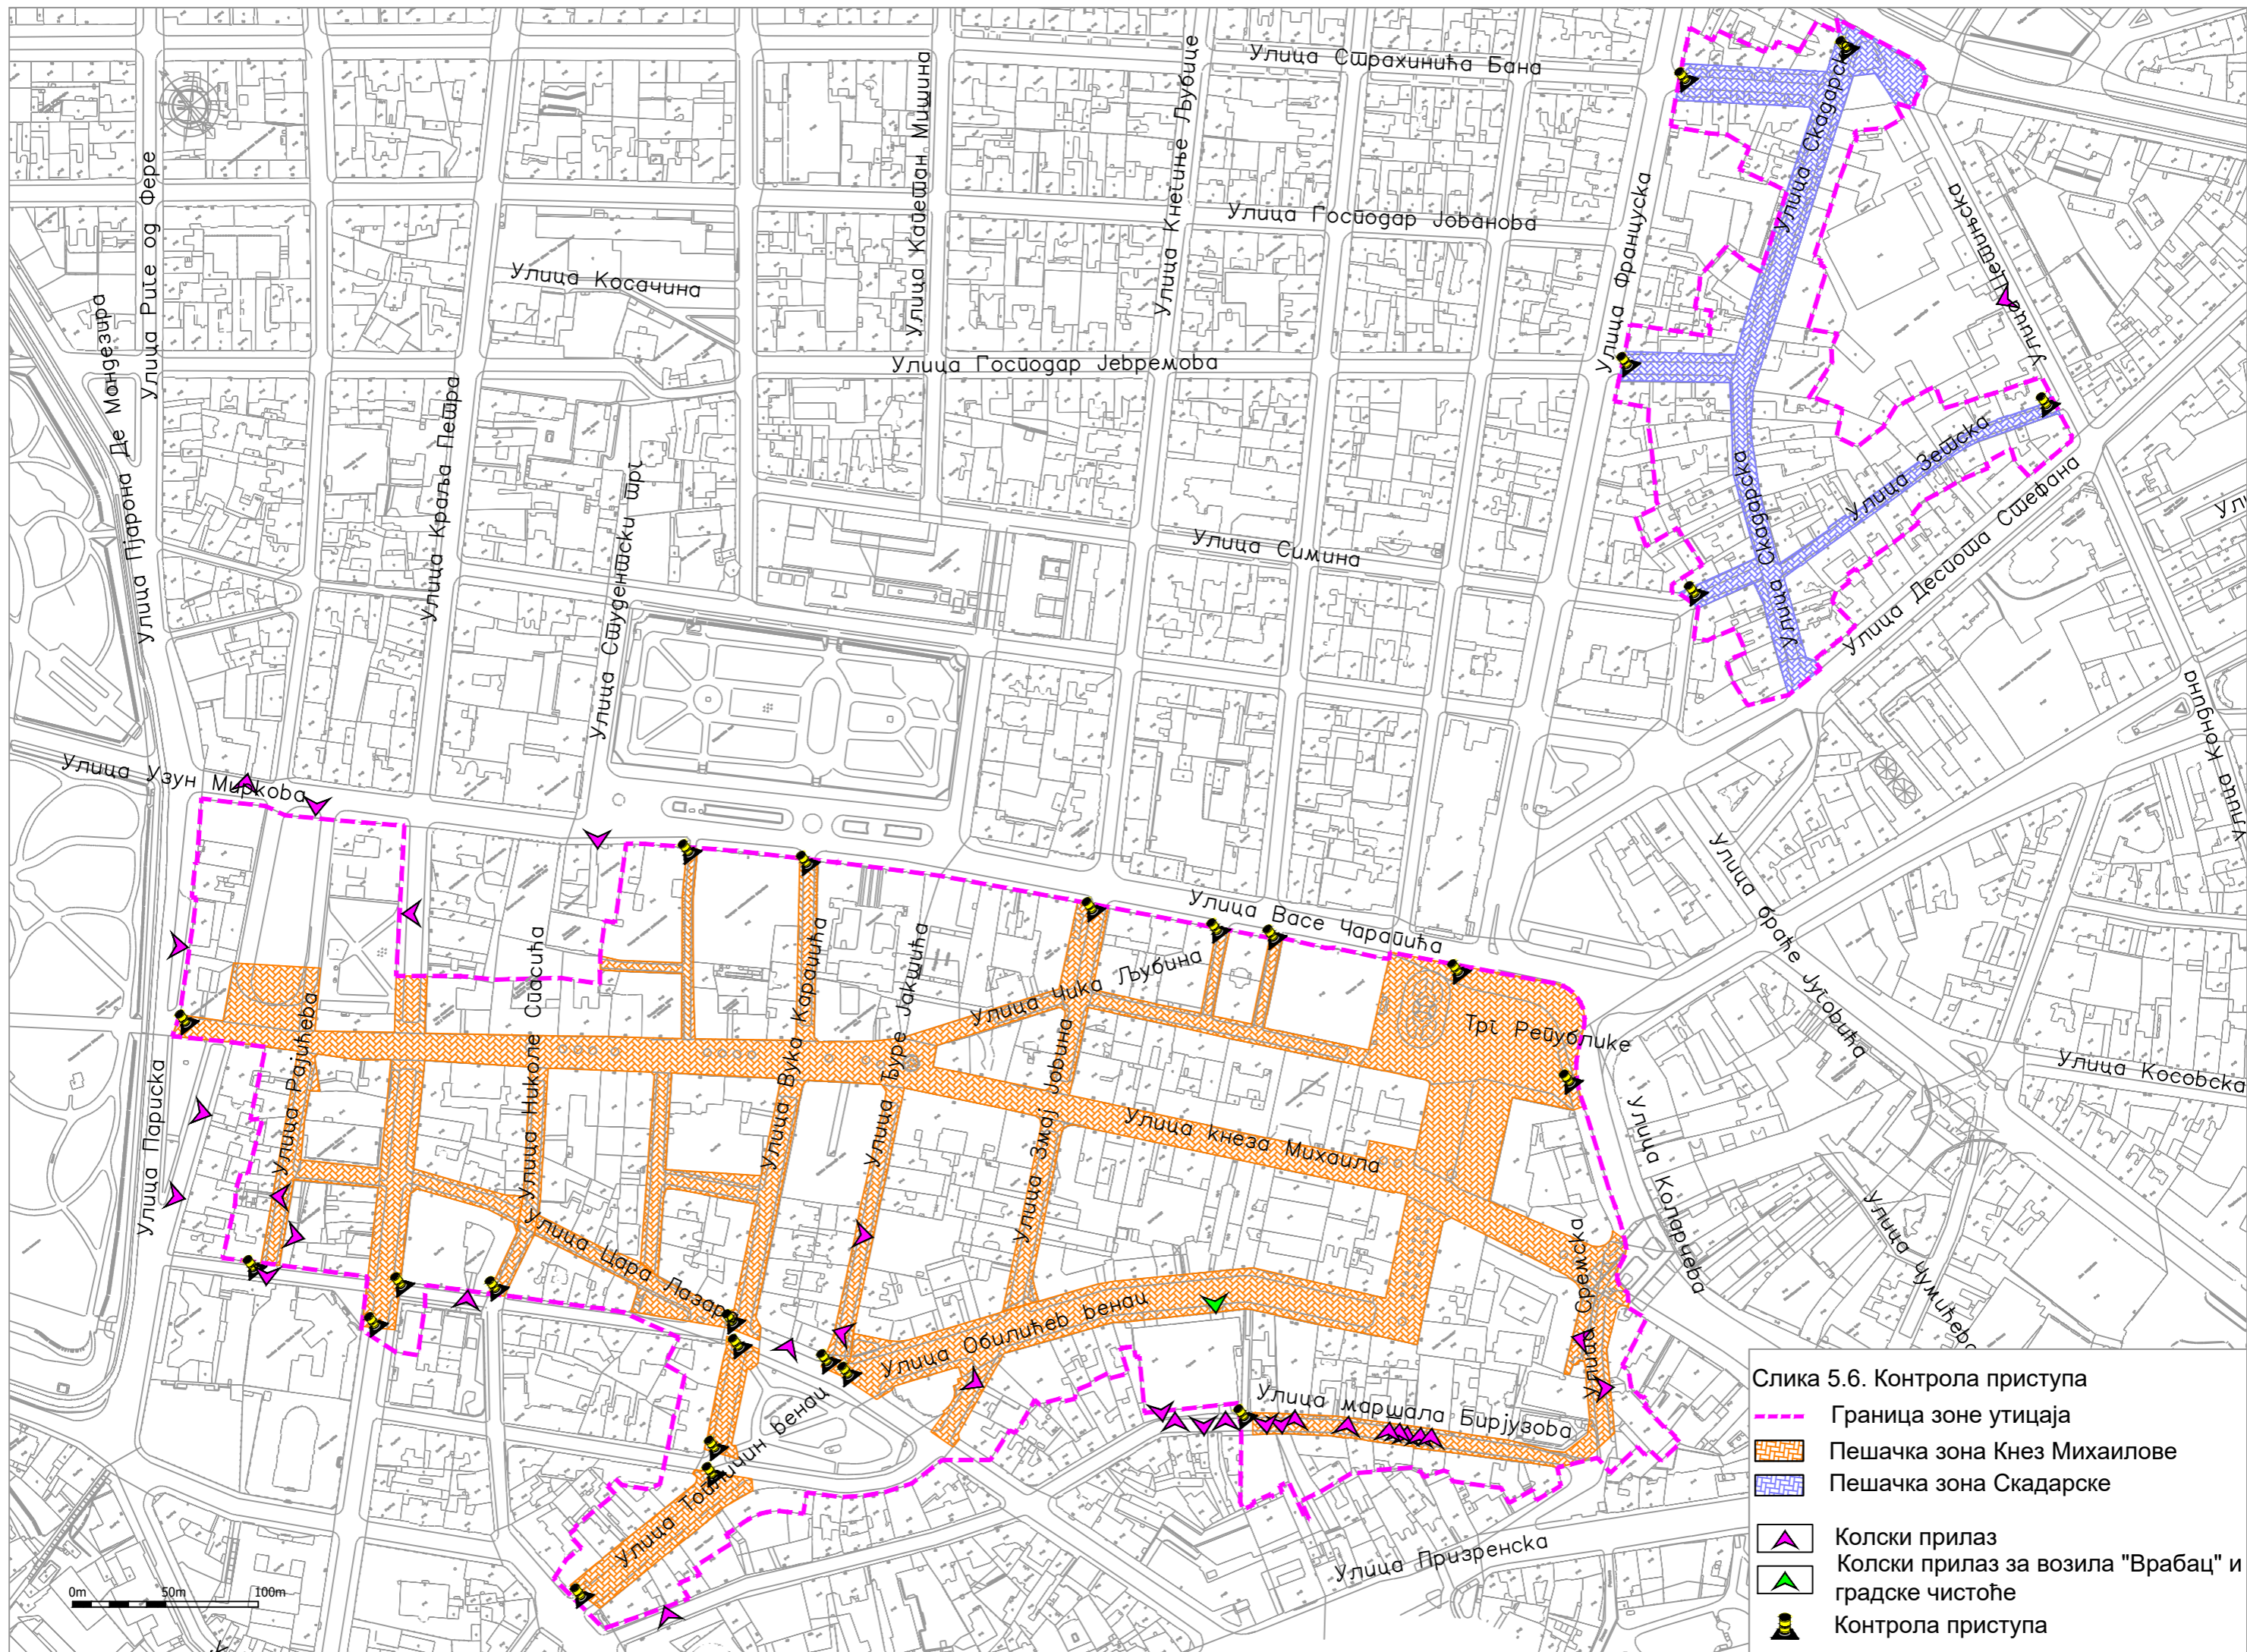 Улица Страхинића Бана
Улица Скадарска
Улица Капетан Мишина
Улица Кнегиње Љубице
Улица Риге од Фере
Улица Господар Јованова
Улица Француска
Улица Цетињска
Улица Косачина
Улица Пјарона Де Мондезира
Улица Господар Јевремова
Улица Краља Петра
Улица Студентски трг
Улица Зетска
Улица Скадарска
Улица Симина
Улица Деспота Стефана
Улица Кондина
Улица Узун Миркова
Улица браће Југовића
Улица Васе Чарапића
Улица Чика Љубина
Улица Николе Спасића
Улица Вука Караџића
Улица Ђуре Јакшића
Улица Рајићева
Улица Змај Јовина
Трг Републике
Улица Косовска
Улица Париска
Улица кнеза Михаила
Улица Коларчева
Улица Чумићева
Улица Цара Лазара
Улица Сремска
Улица Обилићев венац
Улица Топличин венац
Улица маршала Бирјузова
Улица Призренска
0m 50m 100m
Слика 5.6. Контрола приступа
Граница зоне утицаја
Пешачка зона Кнез Михаилове
Пешачка зона Скадарске
Колски прилаз
Колски прилаз за возила "Врабац" и
градске чистоће
Контрола приступа